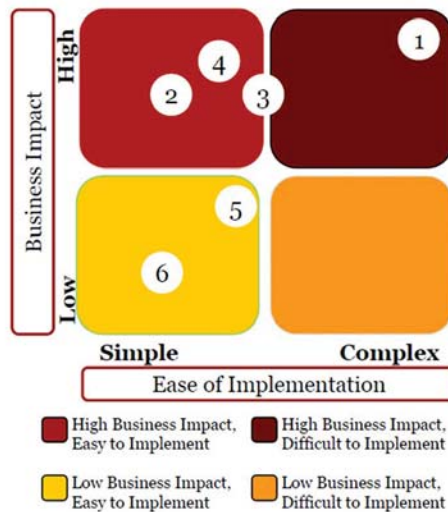 High
1
4
2
3
Business Impact
5
6
Low
Simple
Complex
Ease of Implementation
High Business Impact,
Easy to Implement
High Business Impact,
Difficult to Implement
Low Business Impact,
Easy to Implement
Low Business Impact,
Difficult to Implement